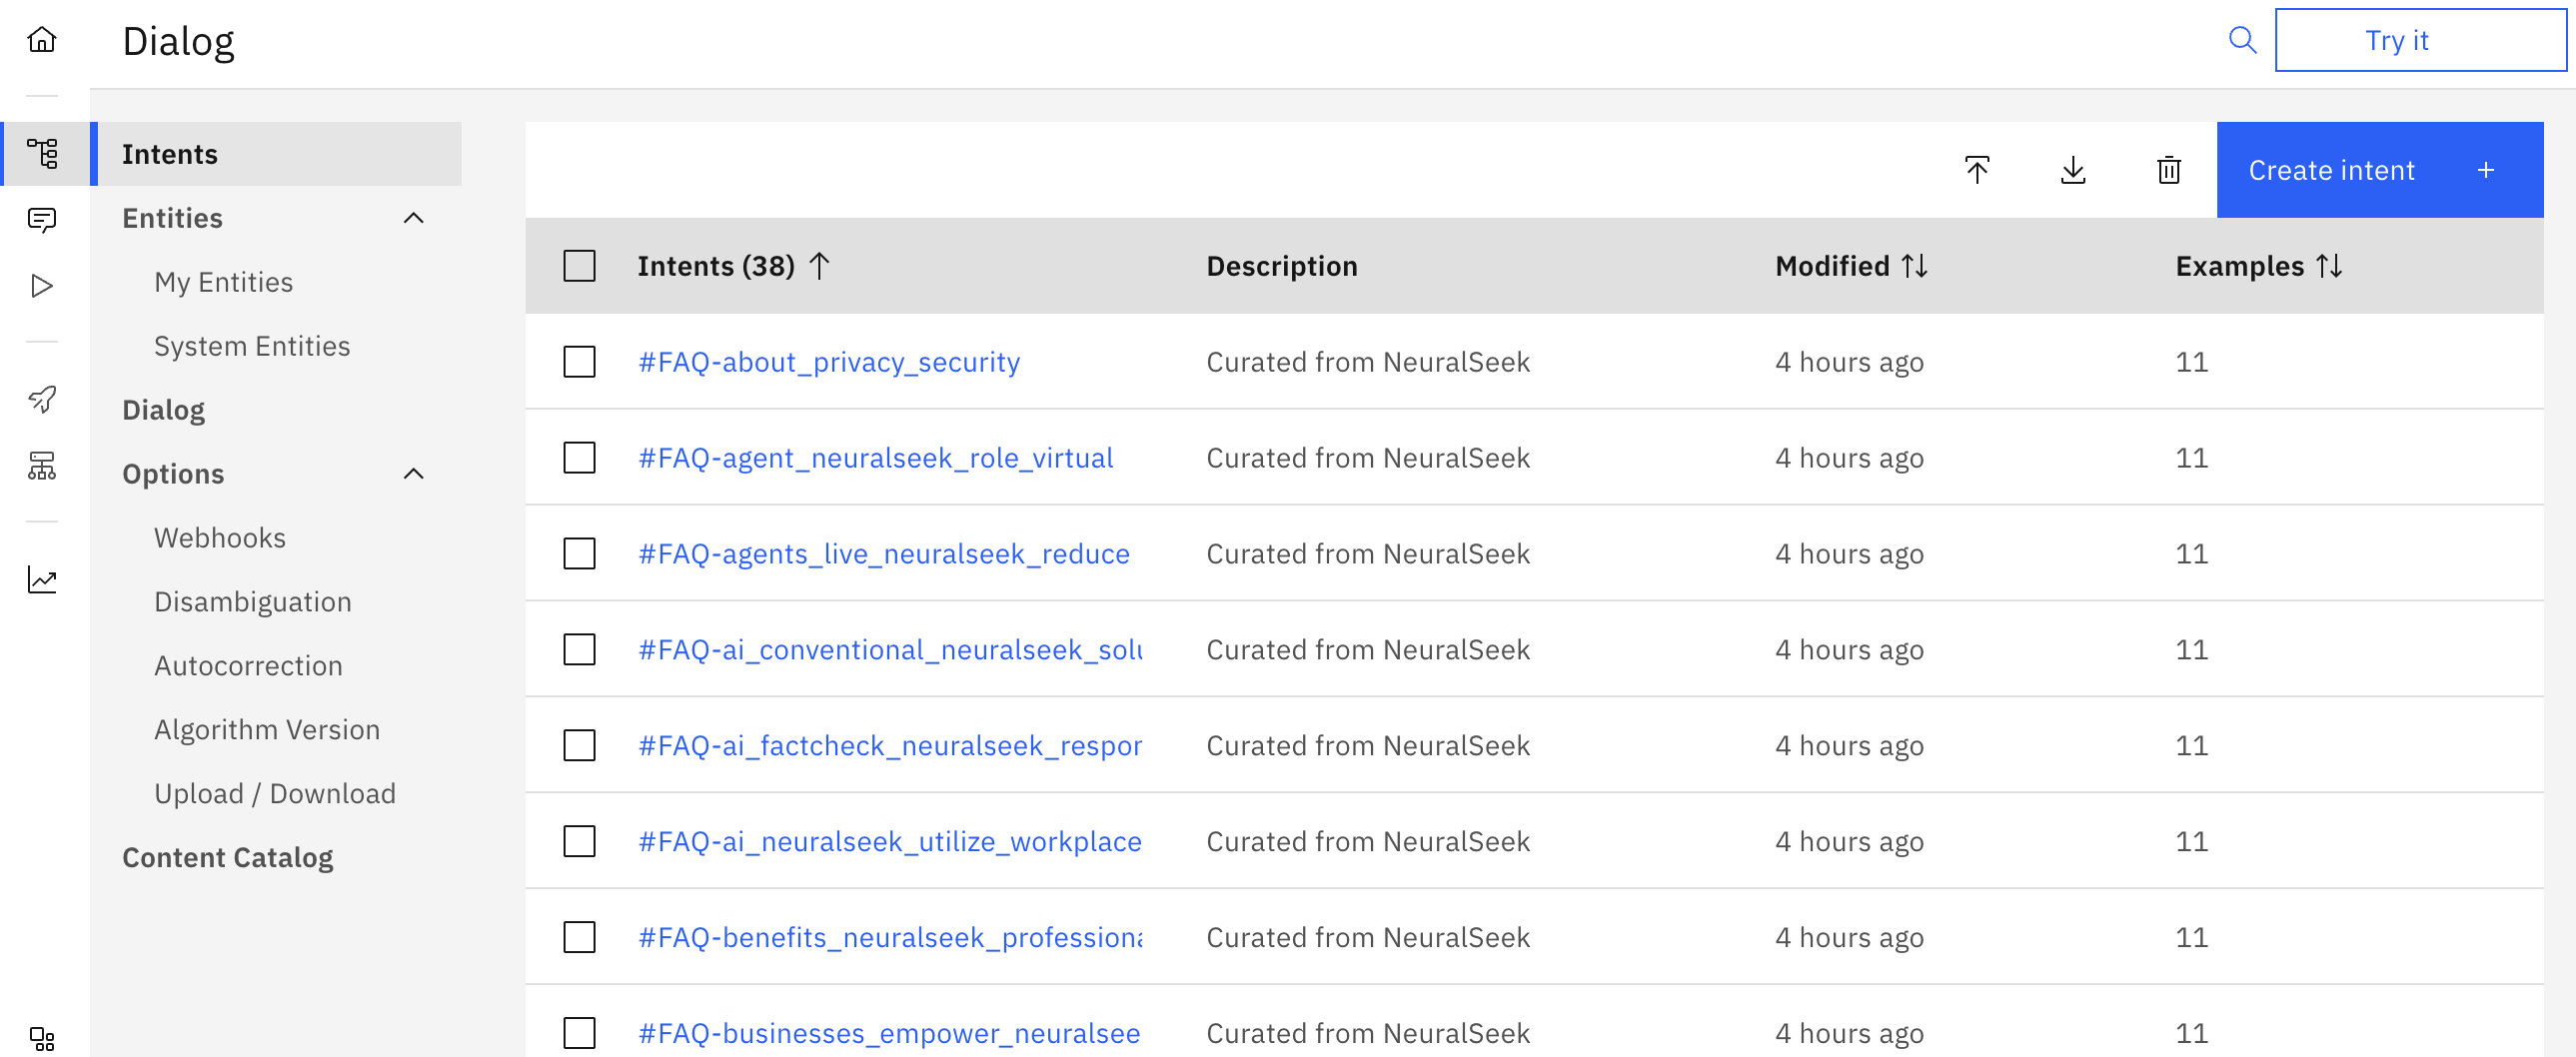 Dialog
Try it
Intents
Entities
My Entities
System Entities
Dialog
Options
Webhooks
Disambiguation
Autocorrection
Algorithm Version
Upload / Download
Content Catalog
Create intent +
Intents (38) Description Modified Examples
#FAQ-about_privacy_security Curated from NeuralSeek 4 hours ago 11
#FAQ-agent_neuralseek_role_virtual Curated from NeuralSeek 4 hours ago 11
#FAQ-agents_live_neuralseek_reduce Curated from NeuralSeek 4 hours ago 11
#FAQ-ai_conventional_neuralseek_solu Curated from NeuralSeek 4 hours ago 11
#FAQ-ai_factcheck_neuralseek_respon Curated from NeuralSeek 4 hours ago 11
#FAQ-ai_neuralseek_utilize_workplace Curated from NeuralSeek 4 hours ago 11
#FAQ-benefits_neuralseek_professiona Curated from NeuralSeek 4 hours ago 11
#FAQ-businesses_empower_neuralsee Curated from NeuralSeek 4 hours ago 11